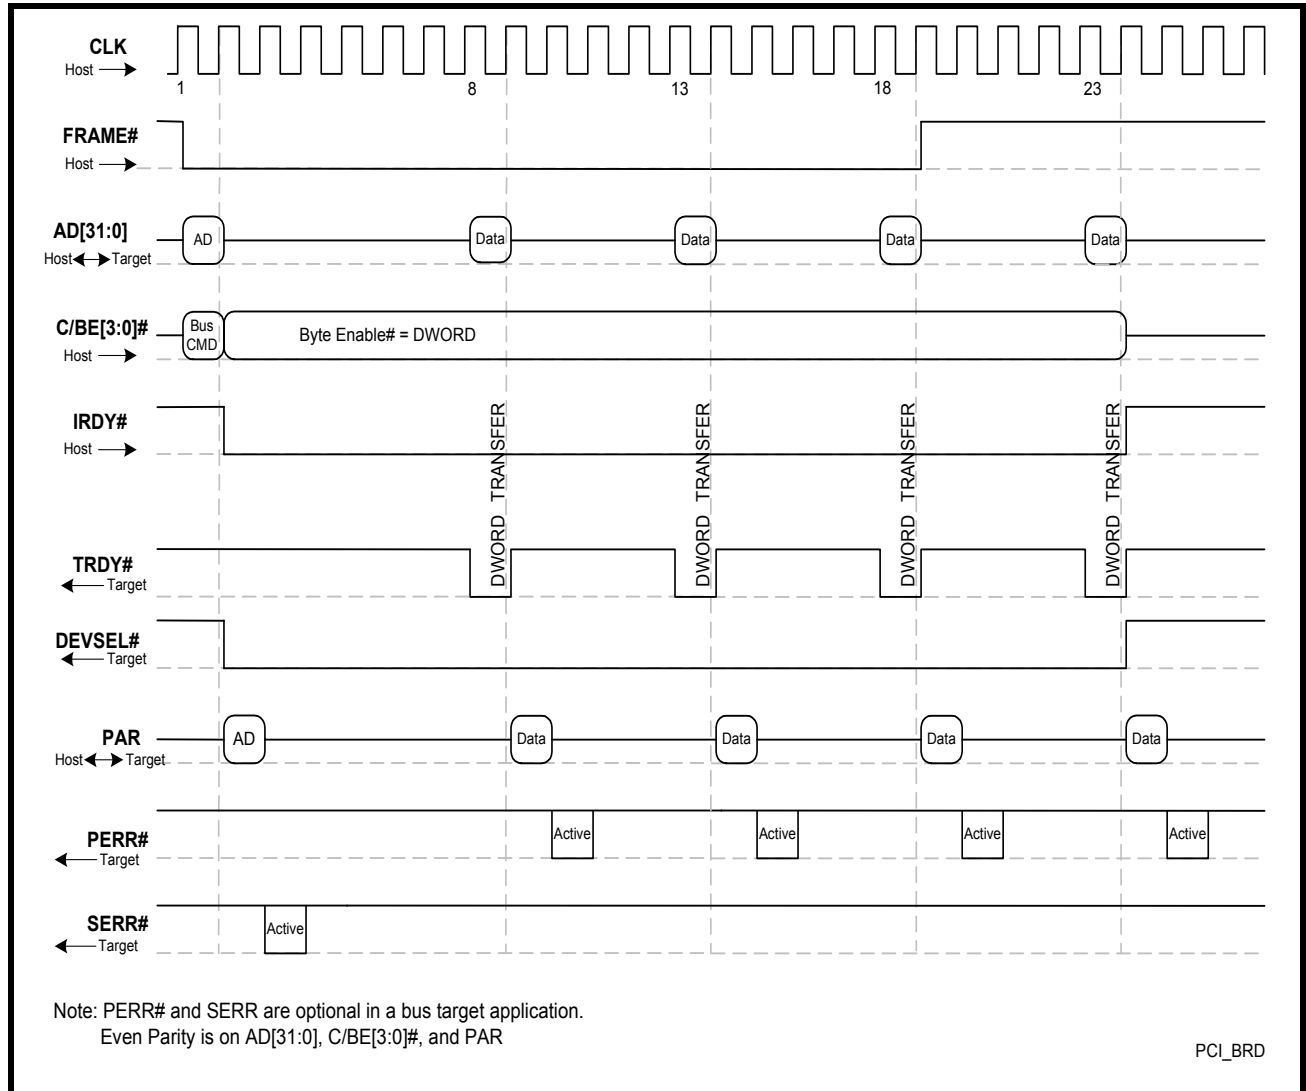 CLK
Host
1 8 13 18 23
FRAME#
Host
AD[31:0]
Host Target
AD Data Data Data Data
C/BE[3:0]#
Host
Bus
CMD
Byte Enable# = DWORD
IRDY#
Host
DWORD TRANSFER
DWORD TRANSFER
DWORD TRANSFER
DWORD TRANSFER
TRDY#
Target
DEVSEL#
Target
PAR
Host Target
AD Data Data Data Data
PERR#
Target
Active Active Active Active
SERR#
Target
Active
Note: PERR# and SERR are optional in a bus target application.
Even Parity is on AD[31:0], C/BE[3:0]#, and PAR
PCI_BRD